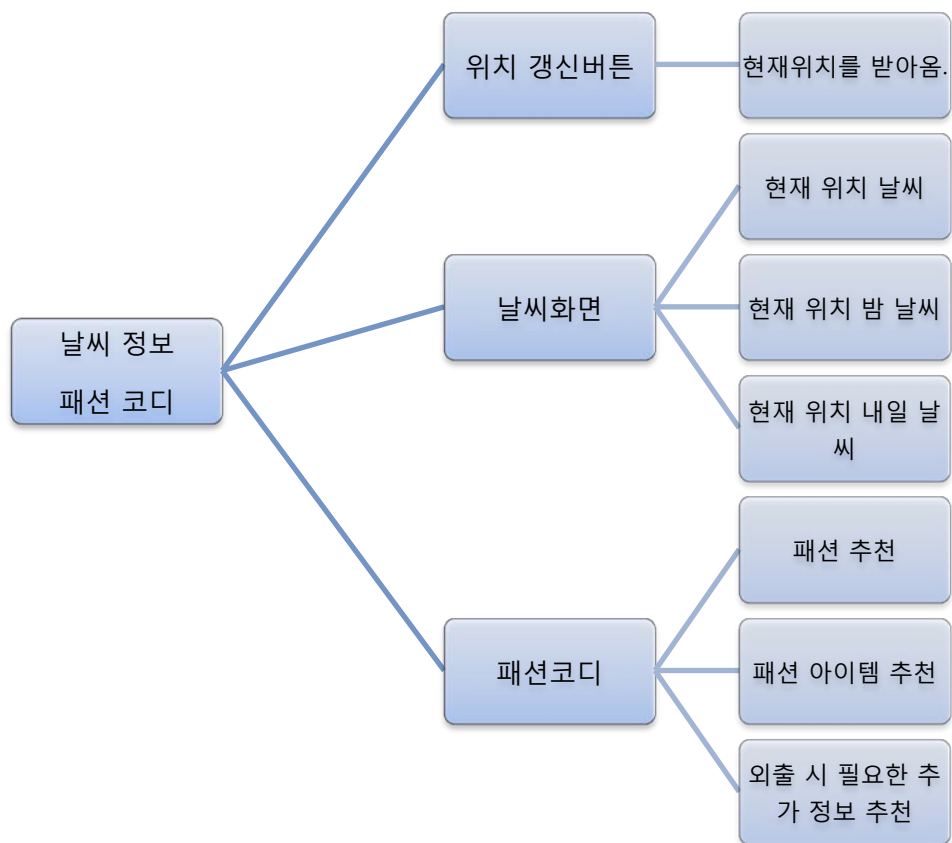 위치 갱신버튼
현재위치를 받아옴.
현재 위치 날씨
날씨화면
현재 위치 밤 날씨
날씨 정보
패션 코디
현재 위치 내일 날
씨
패션 추천
패션코디
패션 아이템 추천
외출 시 필요한 추
가 정보 추천